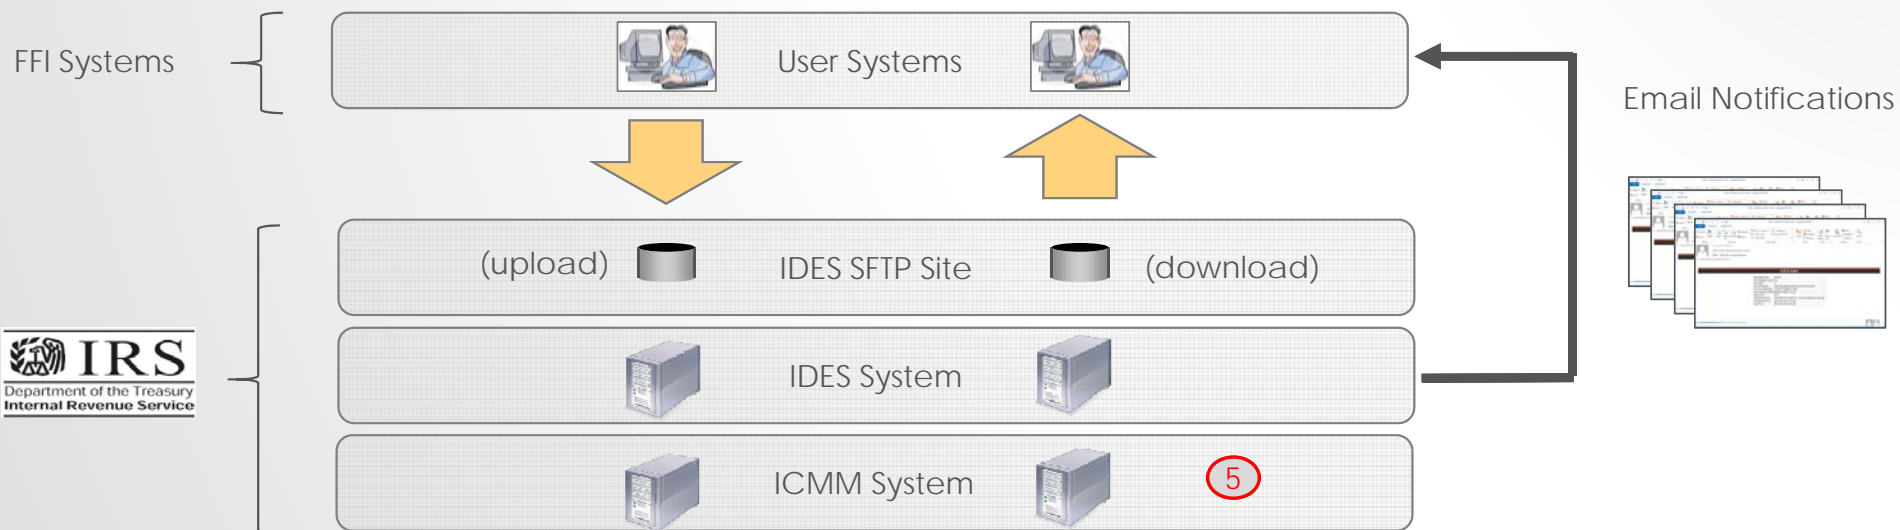 FFI Systems
User Systems
Email Notifications
(upload)
IDES SFTP Site
(download)
IRS
Department of the Treasury
Internal Revenue Service
IDES System
ICMM System
5